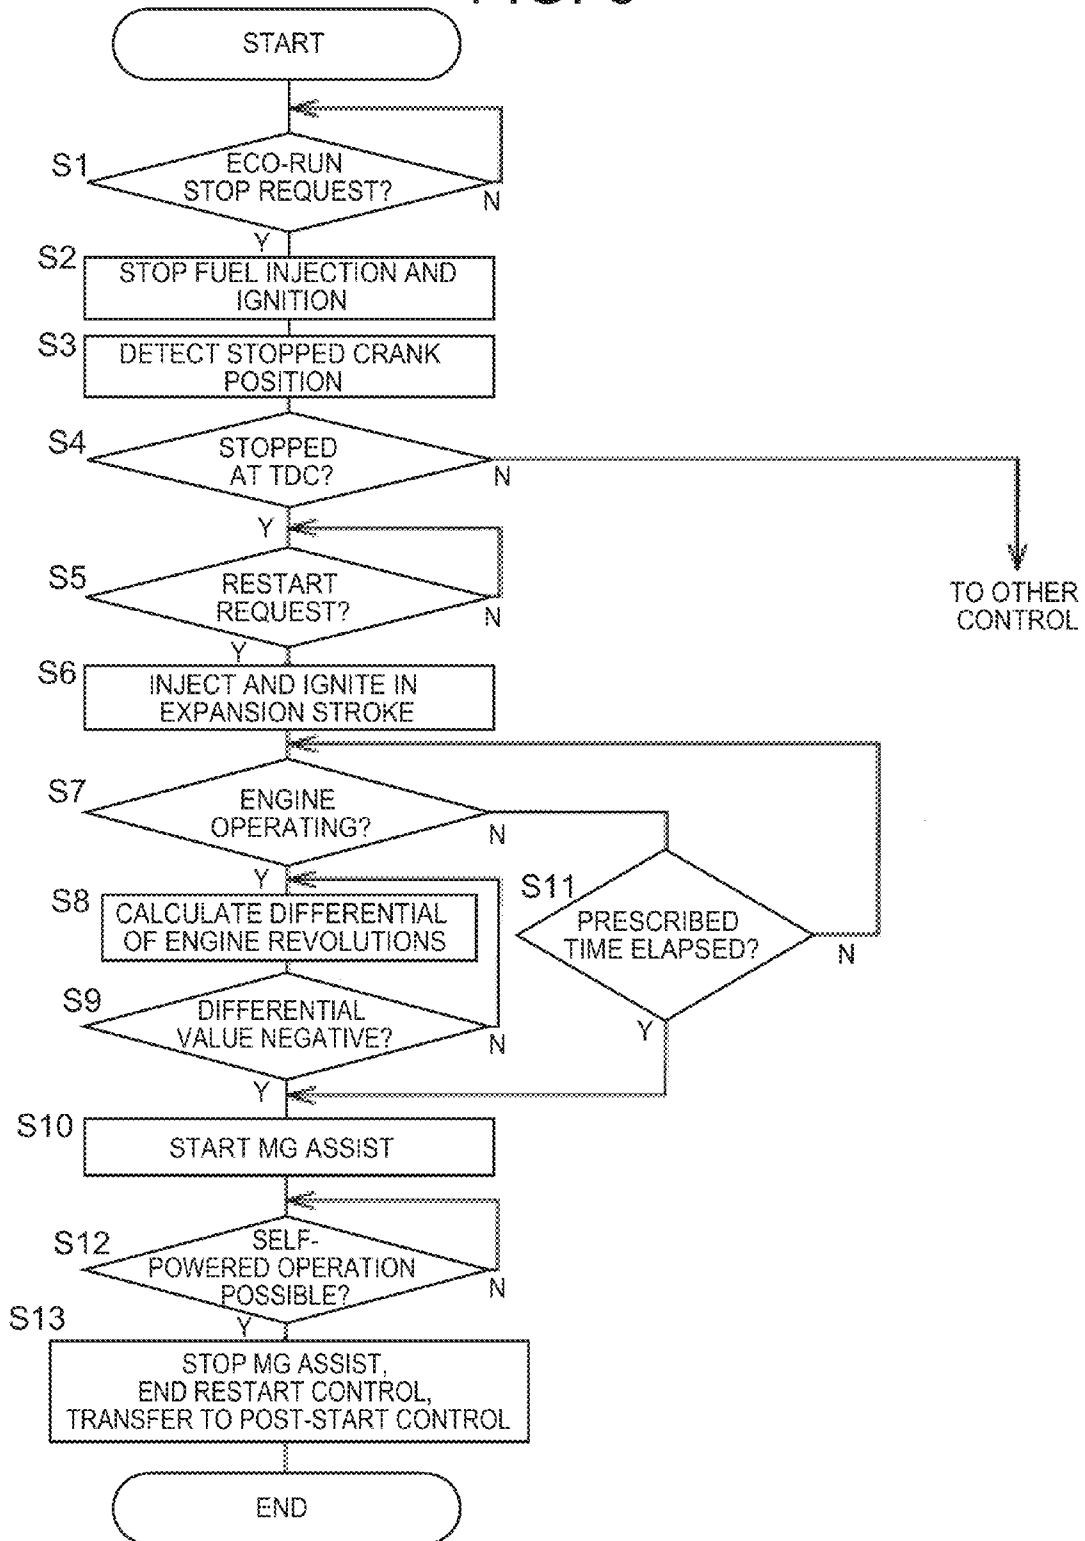 START
S1
ECO-RUN
STOP REQUEST?
N
Y
S2
STOP FUEL INJECTION AND
IGNITION
S3
DETECT STOPPED CRANK
POSITION
S4
STOPPED
AT TDC?
N
Y
S5
RESTART
REQUEST?
N
TO OTHER
CONTROL
Y
S6
INJECT AND IGNITE IN
EXPANSION STROKE
S7
ENGINE
OPERATING?
N
Y
S8
CALCULATE DIFFERENTIAL
OF ENGINE REVOLUTIONS
S11
PRESCRIBED
TIME ELAPSED?
N
Y
S9
DIFFERENTIAL
VALUE NEGATIVE?
N
Y
S10
START MG ASSIST
S12
SELF-
POWERED OPERATION
POSSIBLE?
N
Y
S13
STOP MG ASSIST,
END RESTART CONTROL,
TRANSFER TO POST-START CONTROL
END